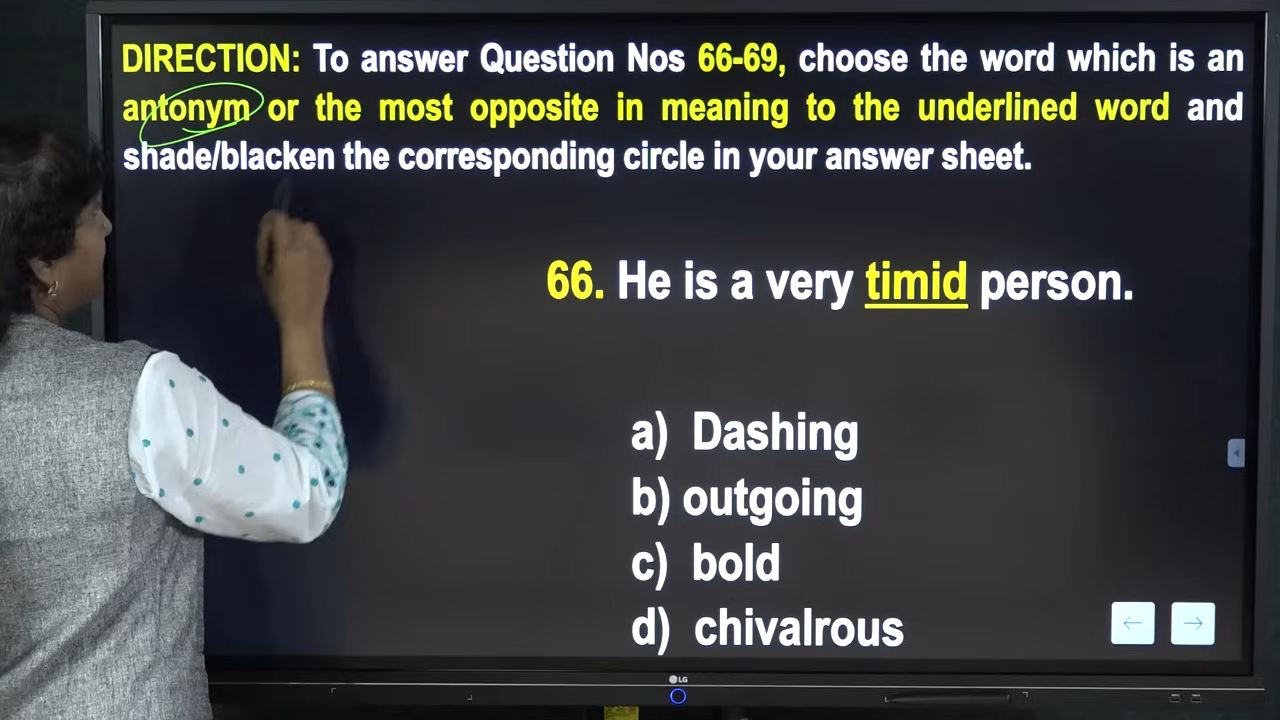 DIRECTION: To answer Question Nos 66-69, choose the word which is an
antonym or the most opposite in meaning to the underlined word and
shade/blacken the corresponding circle in your answer sheet.
66. He is a very timid person.
a) Dashing
b) outgoing
c) bold
d) chivalrous
LG